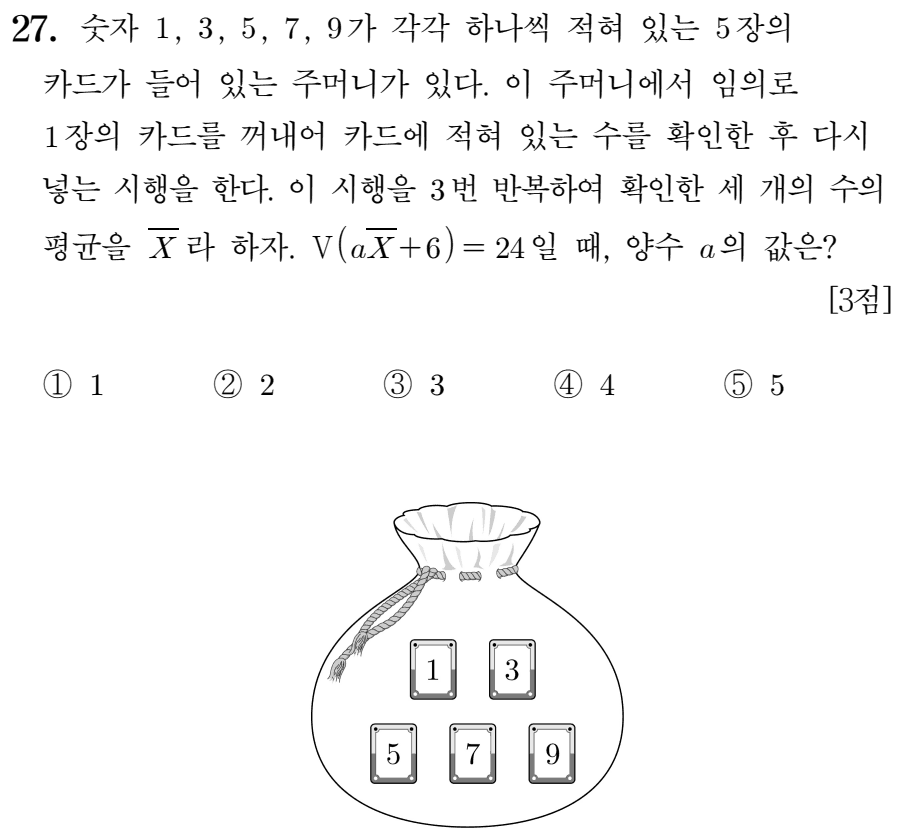 27. 숫자 1, 3, 5, 7, 9가 각각 하나씩 적혀 있는 5장의
카드가 들어 있는 주머니가 있다. 이 주머니에서 임의로
1장의 카드를 꺼내어 카드에 적혀 있는 수를 확인한 후 다시
넣는 시행을 한다. 이 시행을 3번 반복하여 확인한 세 개의 수의
평균을 X̅라 하자. V(aX̅+6)=24일 때, 양수 a의 값은?
[3점]
① 1 ② 2 ③ 3 ④ 4 ⑤ 5
1 3
5 7 9